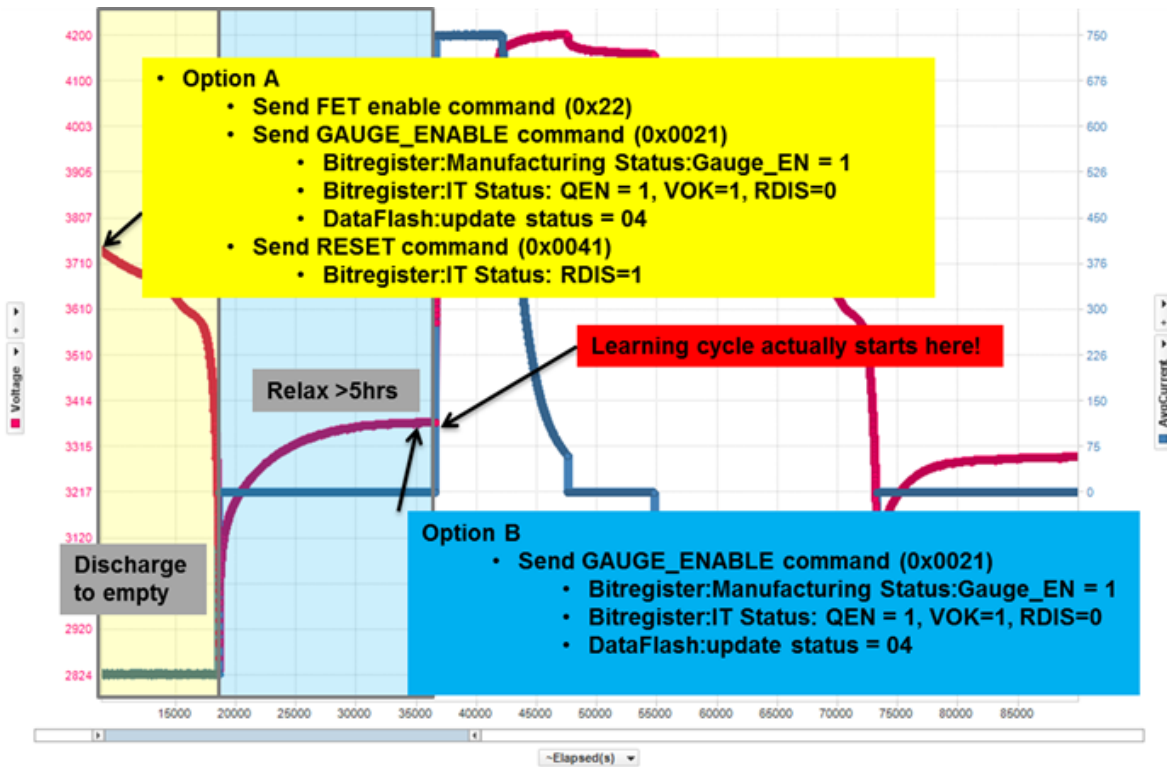 4200
4100
4003
3905
3807
3710
3610
3510
3414
3315
3217
3120
2920
2824
Voltage
• Option A
• Send FET enable command (0x22)
• Send GAUGE_ENABLE command (0x0021)
• Bitregister:Manufacturing Status:Gauge_EN = 1
• Bitregister:IT Status: QEN = 1, VOK=1, RDIS=0
• DataFlash:update status = 04
• Send RESET command (0x0041)
• Bitregister:IT Status: RDIS=1
Learning cycle actually starts here!
Relax >5hrs
Discharge
to empty
Option B
• Send GAUGE_ENABLE command (0x0021)
• Bitregister:Manufacturing Status:Gauge_EN = 1
• Bitregister:IT Status: QEN = 1, VOK=1, RDIS=0
• DataFlash:update status = 04
750
676
600
526
450
376
300
226
150
75
0
AvgCurrent
15000 20000 25000 30000 35000 40000 45000 50000 55000 60000 65000 70000 75000 80000 85000
~Elapsed(s)